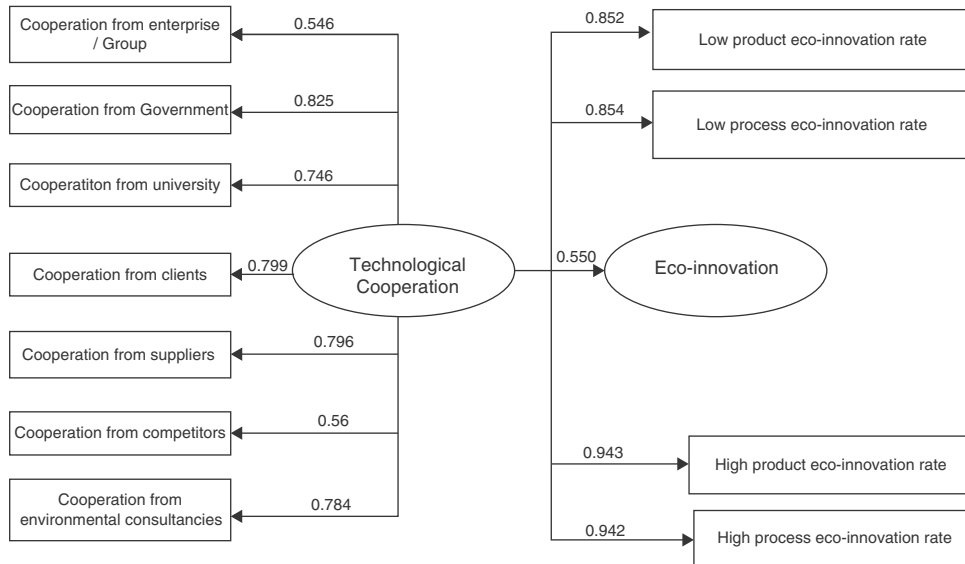 Cooperation from enterprise
/ Group
0.546
Cooperation from Government
0.825
Cooperatiton from university
0.746
Cooperation from clients
0.799
Cooperation from suppliers
0.796
Cooperation from competitors
0.56
Cooperation from
environmental consultancies
0.784
Technological
Cooperation
0.852
Low product eco-innovation rate
0.854
Low process eco-innovation rate
0.550
Eco-innovation
0.943
High product eco-innovation rate
0.942
High process eco-innovation rate